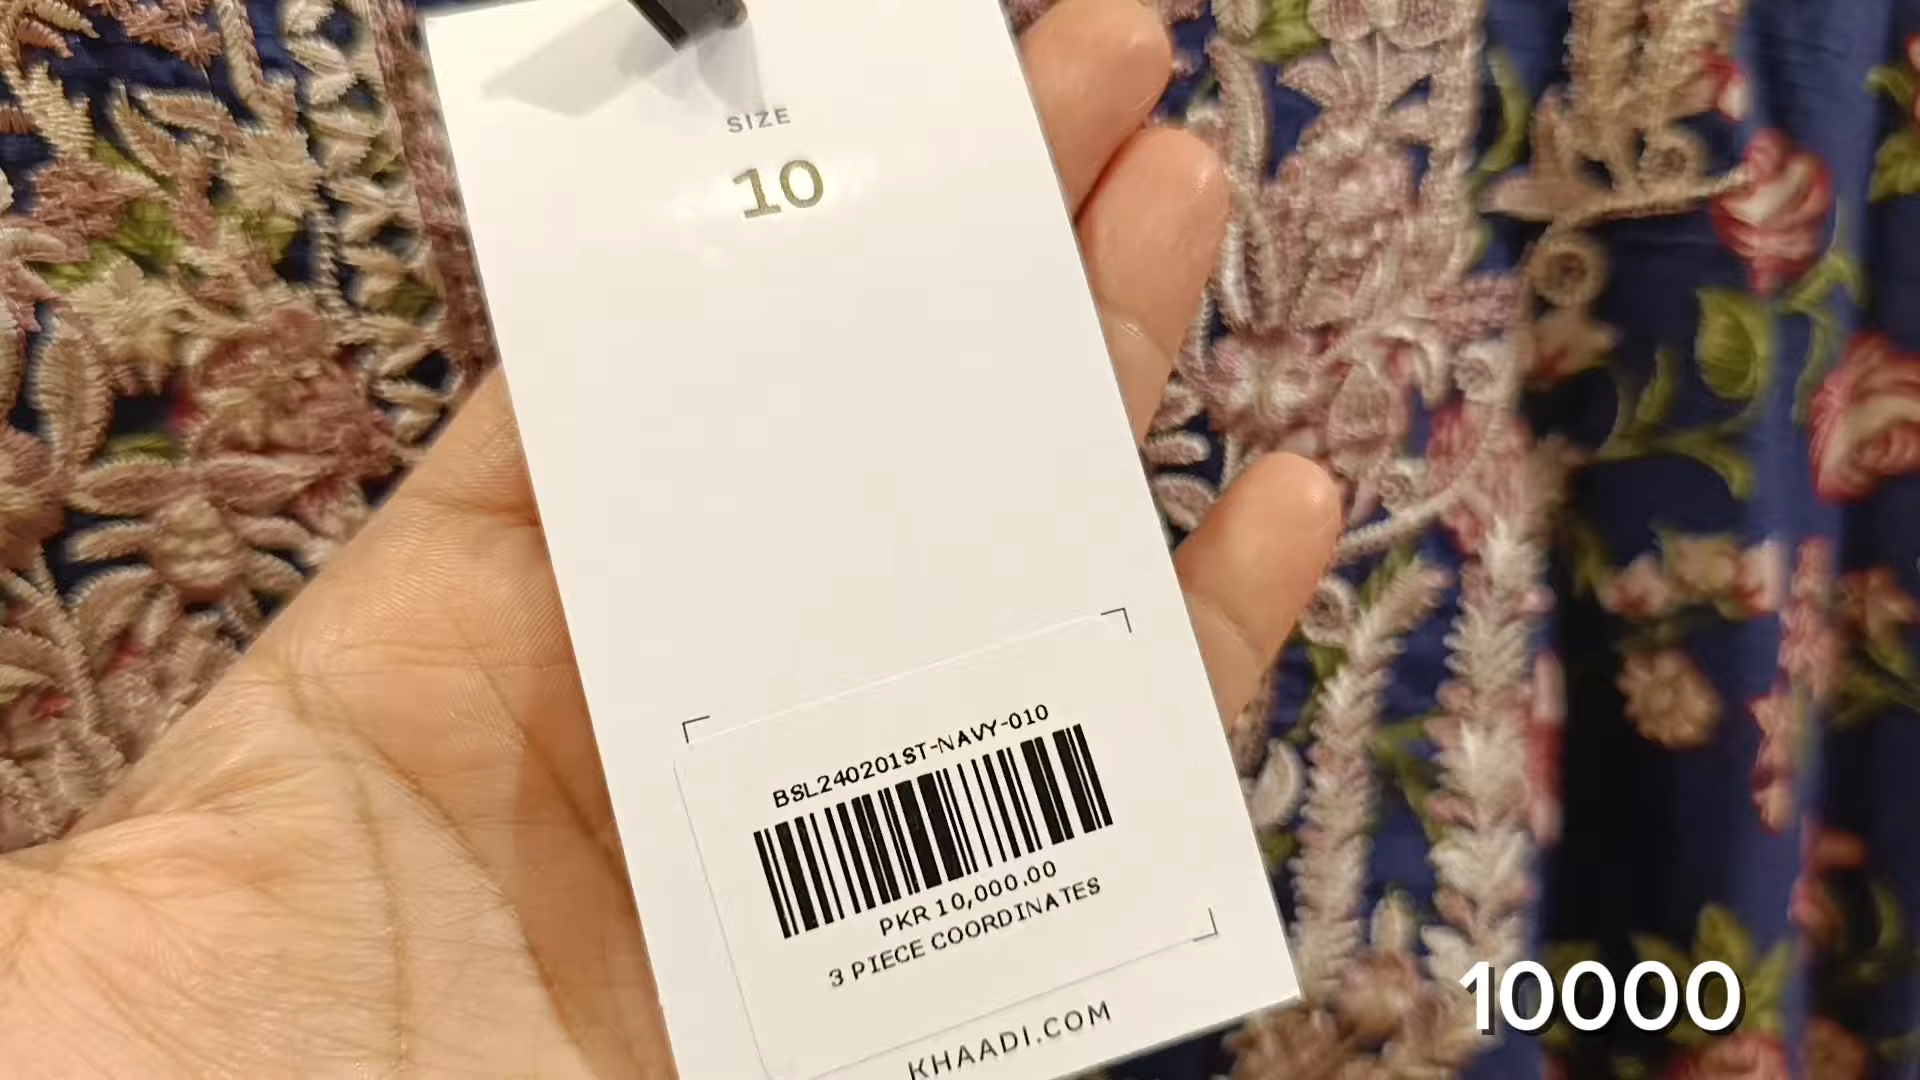 SIZE
10
BSL240201ST-NAVY-010
PKR 10,000.00
3 PIECE COORDINATES
KHAADI.COM
10000